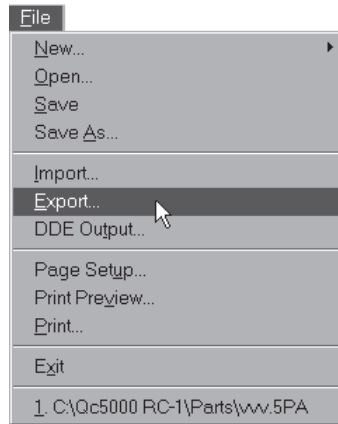 File
New...
Open...
Save
Save As...
Import...
Export...
DDE Output...
Page Setup...
Print Preview...
Print...
Exit
1. C:\Qc5000 RC-1\Parts\vvv.5PA